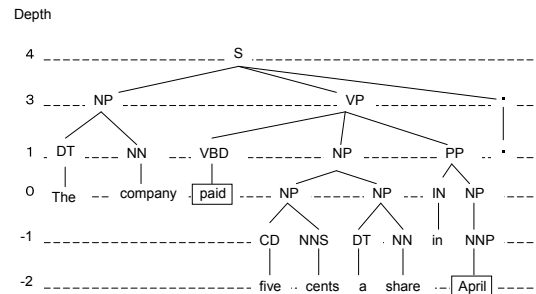 Depth
4 S
3 NP VP .
1 DT NN VBD NP PP .
0 The company paid NP NP IN NP
-1 CD NNS DT NN in NNP
-2 five cents a share April